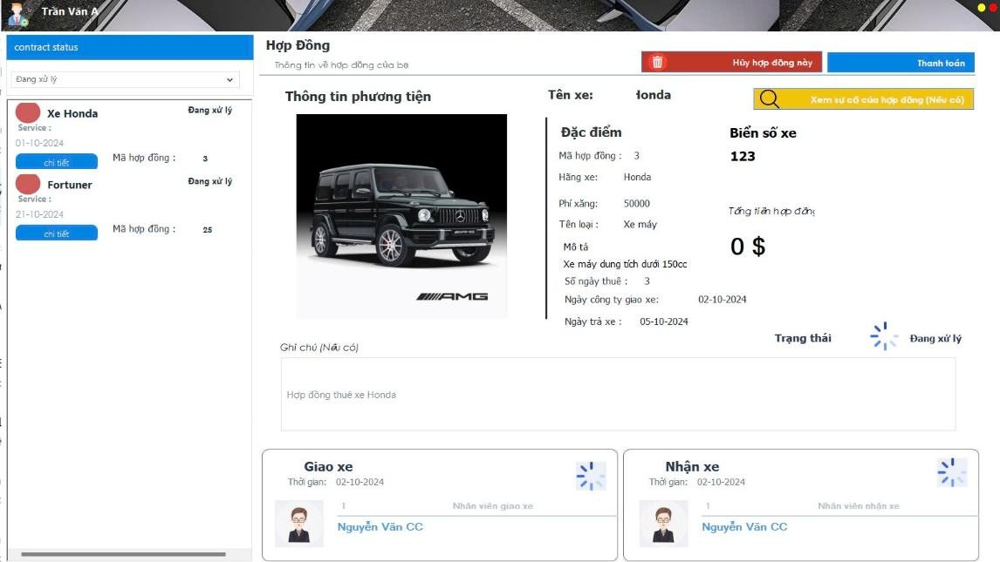 Trần Văn A
contract status
Đang xử lý
Xe Honda
Đang xử lý
Service :
01-10-2024
chi tiết
Mã hợp đồng :
3
Fortuner
Đang xử lý
Service :
21-10-2024
chi tiết
Mã hợp đồng :
25
Hợp Đồng
Thông tin về hợp đồng của bạ
Hủy hợp đồng này
Thanh toán
Thông tin phương tiện
AMG
AMG
Tên xe:
Honda
Xem sự cố của hợp đồng (Nếu có)
Đặc điểm
Mã hợp đồng : 3
Hãng xe: Honda
Phí xăng: 50000
Tên loại : Xe máy
Mô tả
Xe máy dung tích dưới 150cc
Số ngày thuê : 3
Ngày công ty giao xe: 02-10-2024
Ngày trả xe : 05-10-2024
Biển số xe
123
Tổng tiền hợp đồng
0 $
Trạng thái
Đang xử lý
Ghi chú (Nếu có)
Hợp đồng thuê xe Honda
Giao xe
Thời gian: 02-10-2024
1 Nhân viên giao xe
Nguyễn Văn CC
Nhận xe
Thời gian: 02-10-2024
1 Nhân viên nhận xe
Nguyễn Văn CC